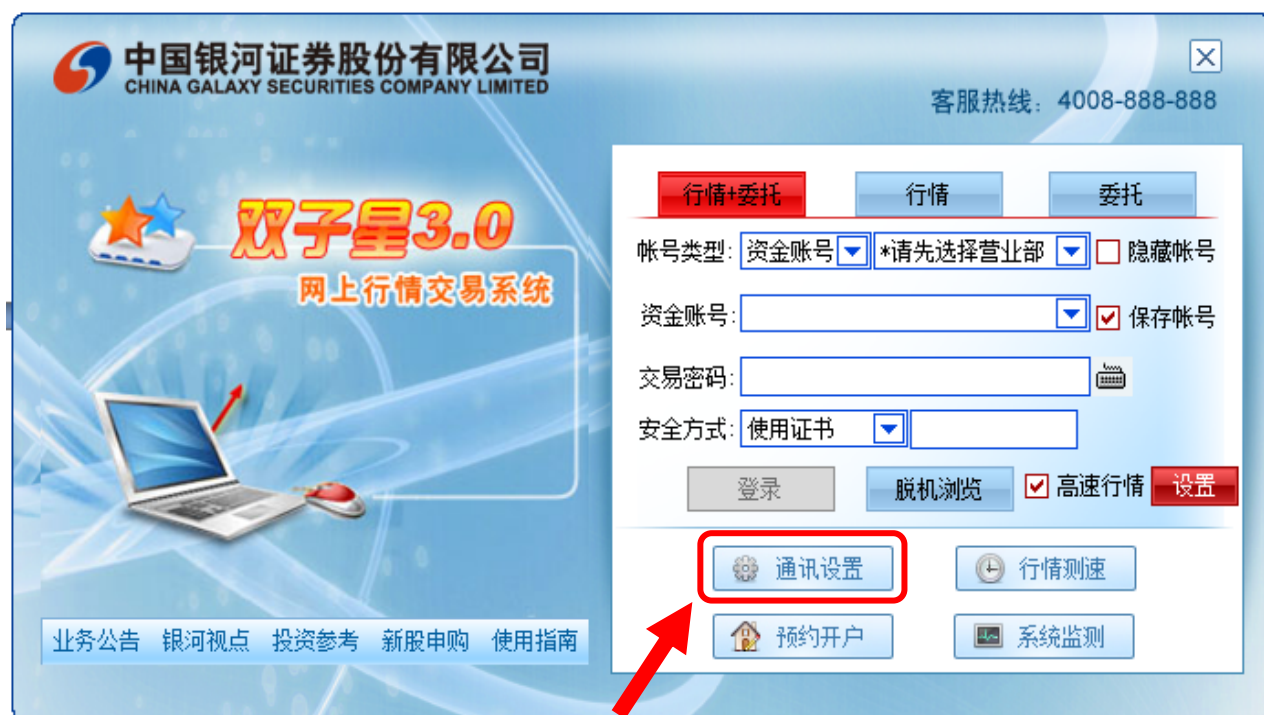 中国银河证券股份有限公司
CHINA GALAXY SECURITIES COMPANY LIMITED
客服热线: 4008-888-888
双子星3.0
网上行情交易系统
行情+委托 行情 委托
帐号类型: 资金账号 *请先选择营业部 隐藏帐号
资金账号: 保存帐号
交易密码:
安全方式: 使用证书
登录 脱机浏览 高速行情 设置
通讯设置 行情测速
预约开户 系统监测
业务公告 银河视点 投资参考 新股申购 使用指南